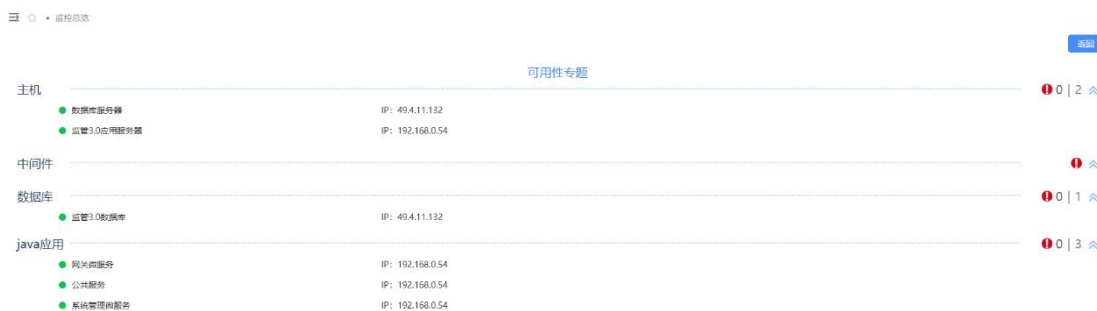 监控总览
返回
可用性专题
主机 0 | 2
数据库服务器 IP: 49.4.11.132
监管3.0应用服务器 IP: 192.168.0.54
中间件
数据库 0 | 1
监管3.0数据库 IP: 49.4.11.132
java应用 0 | 3
网关微服务 IP: 192.168.0.54
公共服务 IP: 192.168.0.54
系统管理微服务 IP: 192.168.0.54